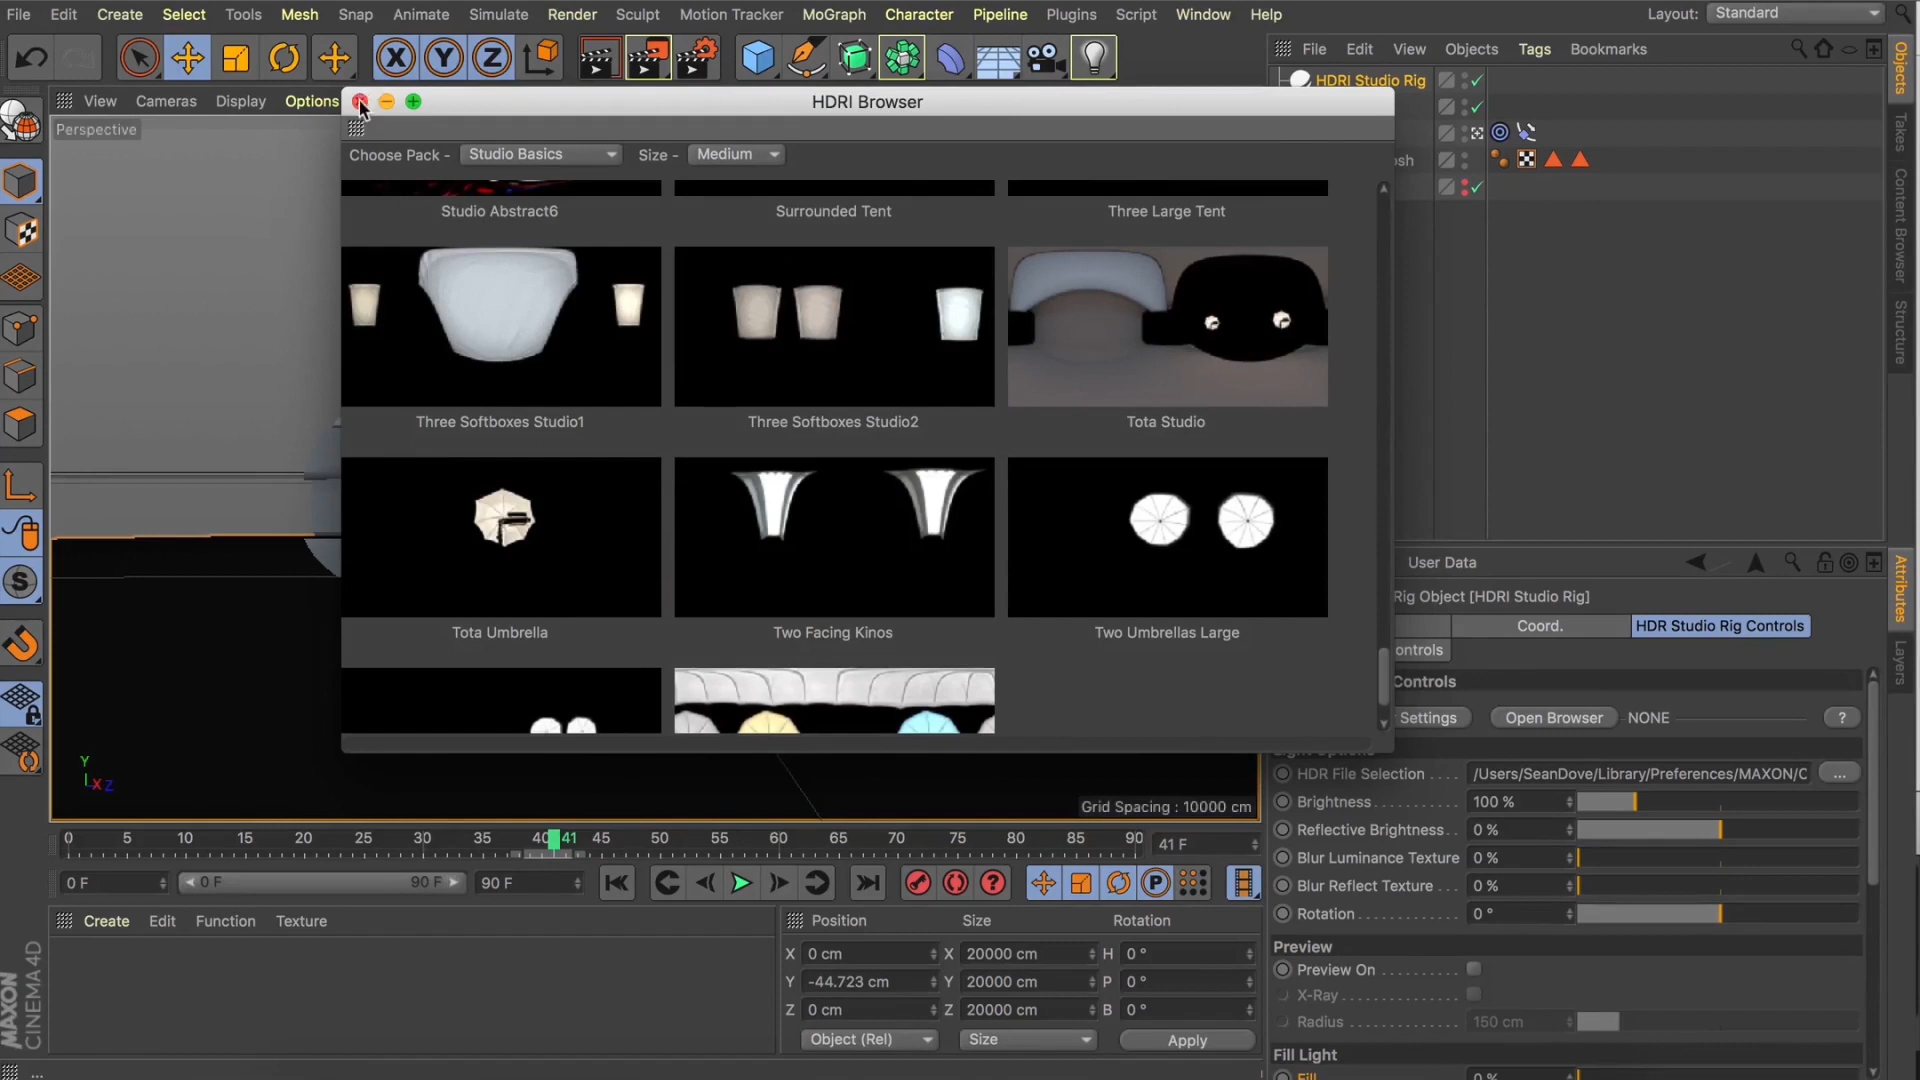 File Edit Create Select Tools Mesh Snap Animate Simulate Render Sculpt Motion Tracker MoGraph Character Pipeline Plugins Script Window Help Layout: Standard
X Y Z
File Edit View Objects Tags Bookmarks
HDRI Studio Rig
View Cameras Display Options
HDRI Browser
Perspective
Choose Pack - Studio Basics Size - Medium
osh
Studio Abstract6 Surrounded Tent Three Large Tent
Three Softboxes Studio1 Three Softboxes Studio2 Tota Studio
Tota Umbrella Two Facing Kinos Two Umbrellas Large
Objects
Takes
Content Browser
Structure
User Data
Rig Object [HDRI Studio Rig]
Coord. HDR Studio Rig Controls
ontrols
Controls
Settings Open Browser NONE ?
HDR File Selection /Users/SeanDove/Library/Preferences/MAXON/C ...
Brightness 100 %
Reflective Brightness 0 %
Blur Luminance Texture 0 %
Blur Reflect Texture 0 %
Rotation 0 °
Preview
Preview On
X-Ray
Radius 150 cm
Fill Light
Fill 0 %
Attributes
Layers
S
Y
X Z
Grid Spacing : 10000 cm
0 5 10 15 20 25 30 35 40 41 45 50 55 60 65 70 75 80 85 90 41 F
0 F 0 F 90 F 90 F
? P
Create Edit Function Texture
Position Size Rotation
X 0 cm X 20000 cm H 0 °
Y -44.723 cm Y 20000 cm P 0 °
Z 0 cm Z 20000 cm B 0 °
Object (Rel) Size Apply
MAXON
CINEMA 4D
...